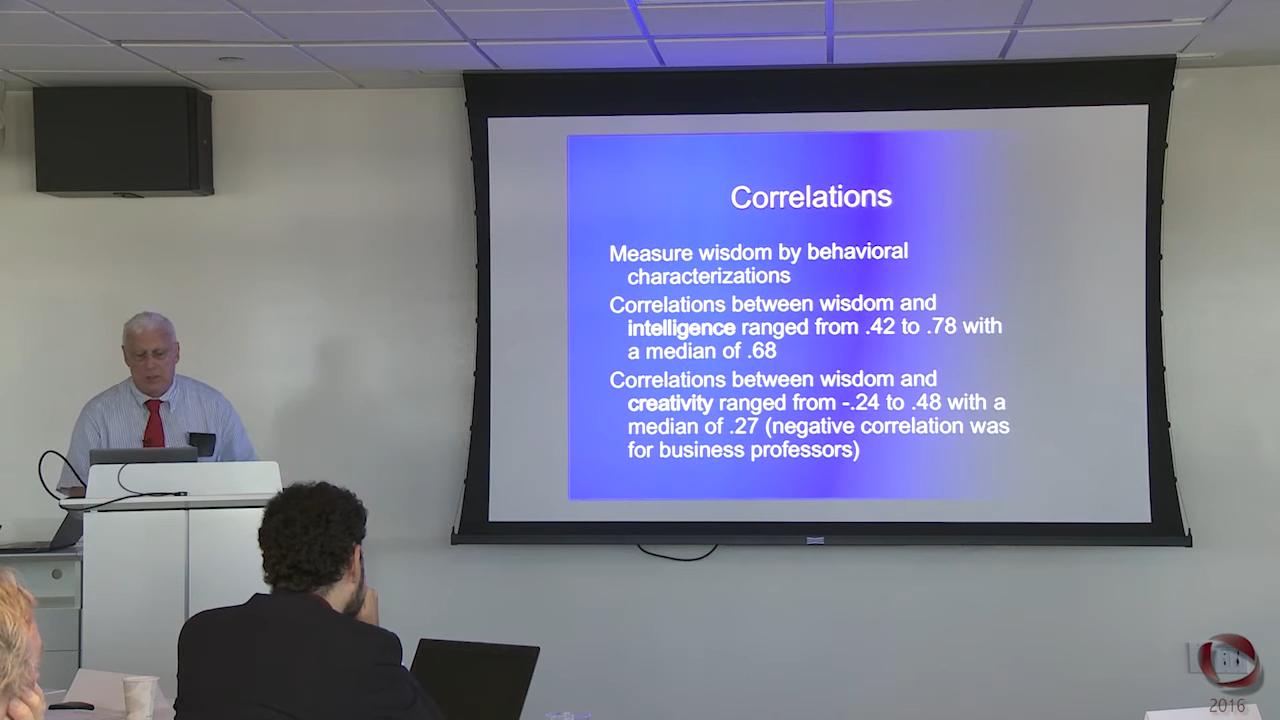 Correlations
Measure wisdom by behavioral
characterizations
Correlations between wisdom and
intelligence ranged from .42 to .78 with
a median of .68
Correlations between wisdom and
creativity ranged from -.24 to .48 with a
median of .27 (negative correlation was
for business professors)
2016